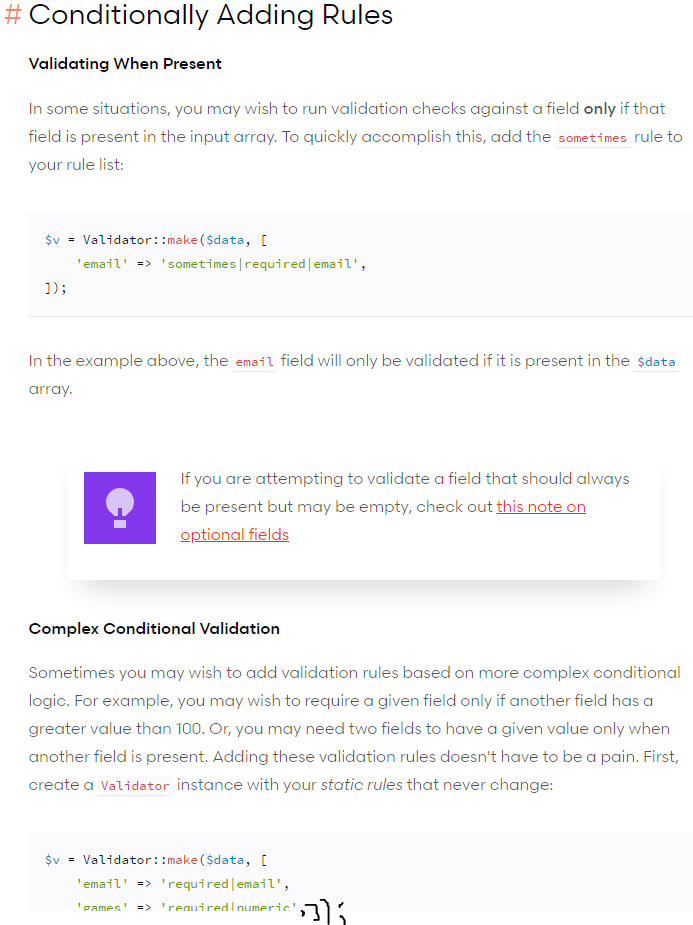 # Conditionally Adding Rules
Validating When Present
In some situations, you may wish to run validation checks against a field only if that
field is present in the input array. To quickly accomplish this, add the sometimes rule to
your rule list:
$v = Validator::make($data, [
'email' => 'sometimes|required|email',
]);
In the example above, the email field will only be validated if it is present in the $data
array.
If you are attempting to validate a field that should always
be present but may be empty, check out this note on
optional fields
Complex Conditional Validation
Sometimes you may wish to add validation rules based on more complex conditional
logic. For example, you may wish to require a given field only if another field has a
greater value than 100. Or, you may need two fields to have a given value only when
another field is present. Adding these validation rules doesn't have to be a pain. First,
create a Validator instance with your static rules that never change:
$v = Validator::make($data, [
'email' => 'required|email',
'games' => 'required|numeric',]);